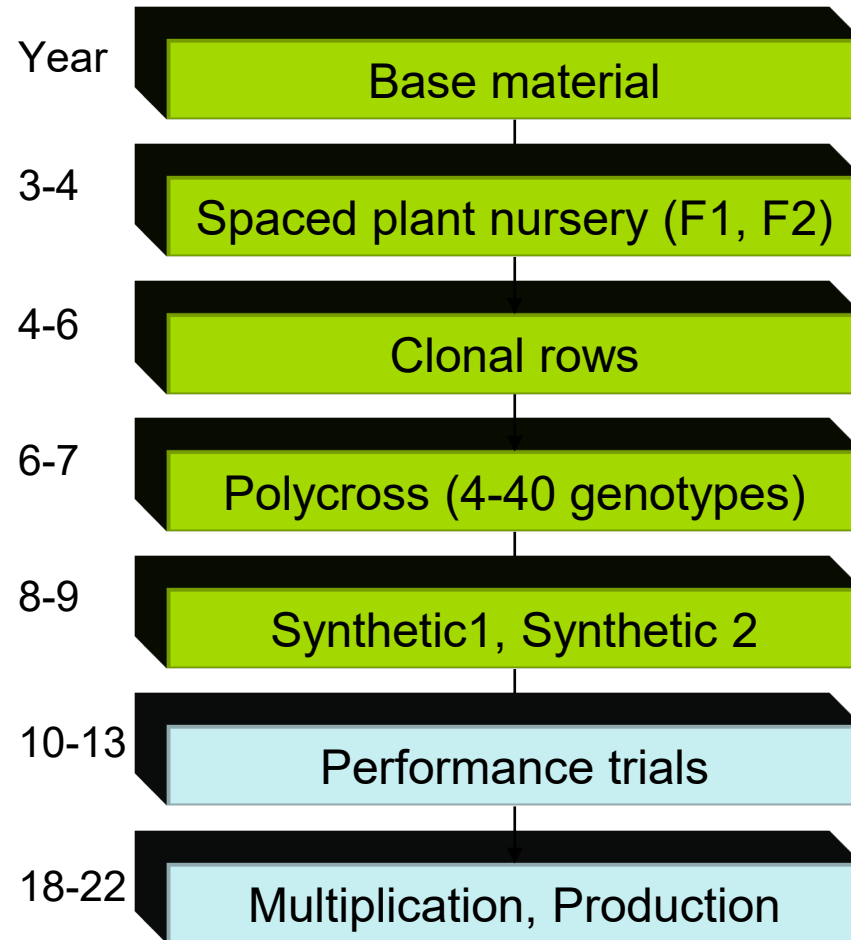 Year
Base material
3-4
Spaced plant nursery (F1, F2)
4-6
Clonal rows
6-7
Polycross (4-40 genotypes)
8-9
Synthetic1, Synthetic 2
10-13
Performance trials
18-22
Multiplication, Production